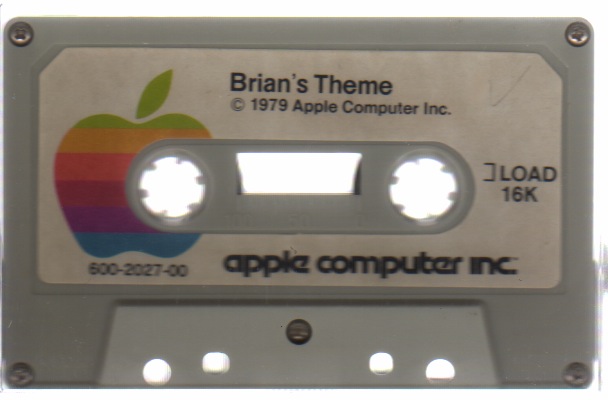 Brian's Theme
© 1979 Apple Computer Inc.
]LOAD
16K
600-2027-00
apple computer inc.